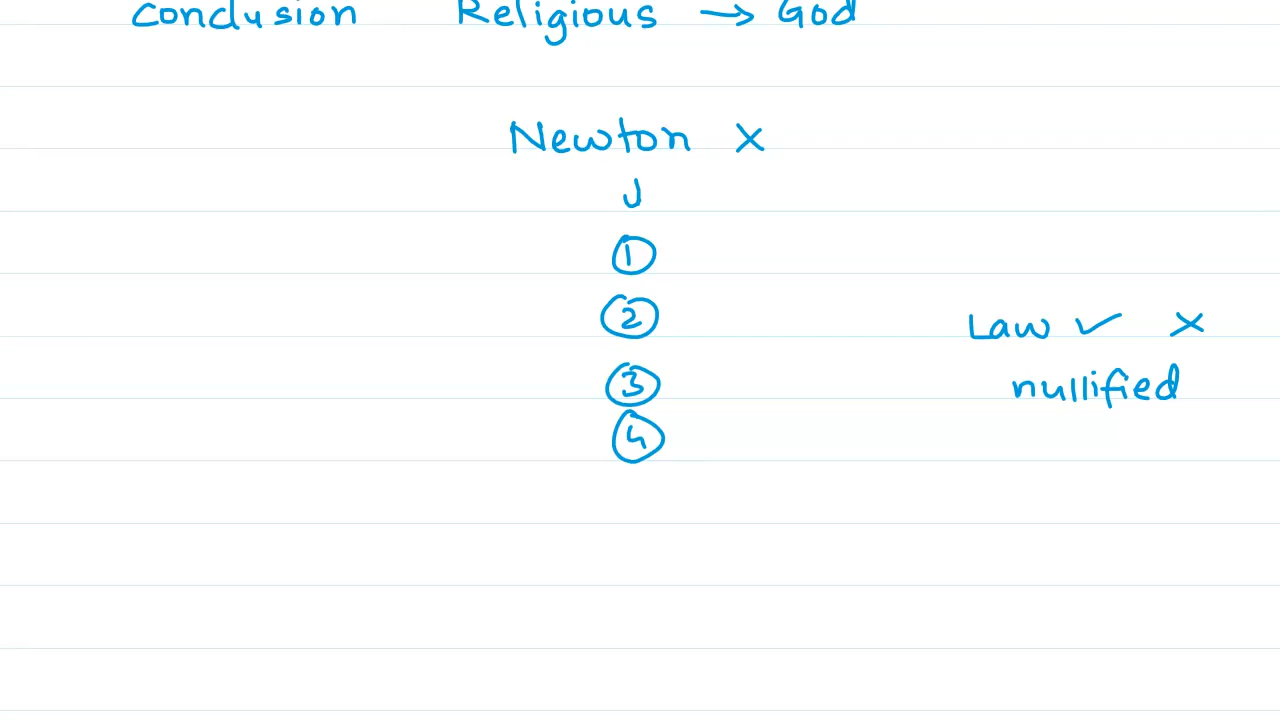 Conclusion Religious → God
Newton ×
↓
1
2
Law ✓ ×
3
nullified
4